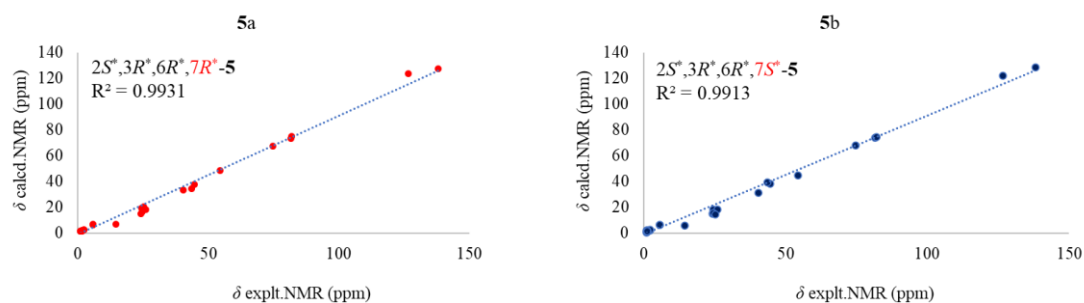 5a
2S*,3R*,6R*,7R*-5
R² = 0.9931
δ calcd.NMR (ppm)
140
120
100
80
60
40
20
0
0 50 100 150
δ explt.NMR (ppm)
5b
2S*,3R*,6R*,7S*-5
R² = 0.9913
δ calcd.NMR (ppm)
140
120
100
80
60
40
20
0
0 50 100 150
δ explt.NMR (ppm)